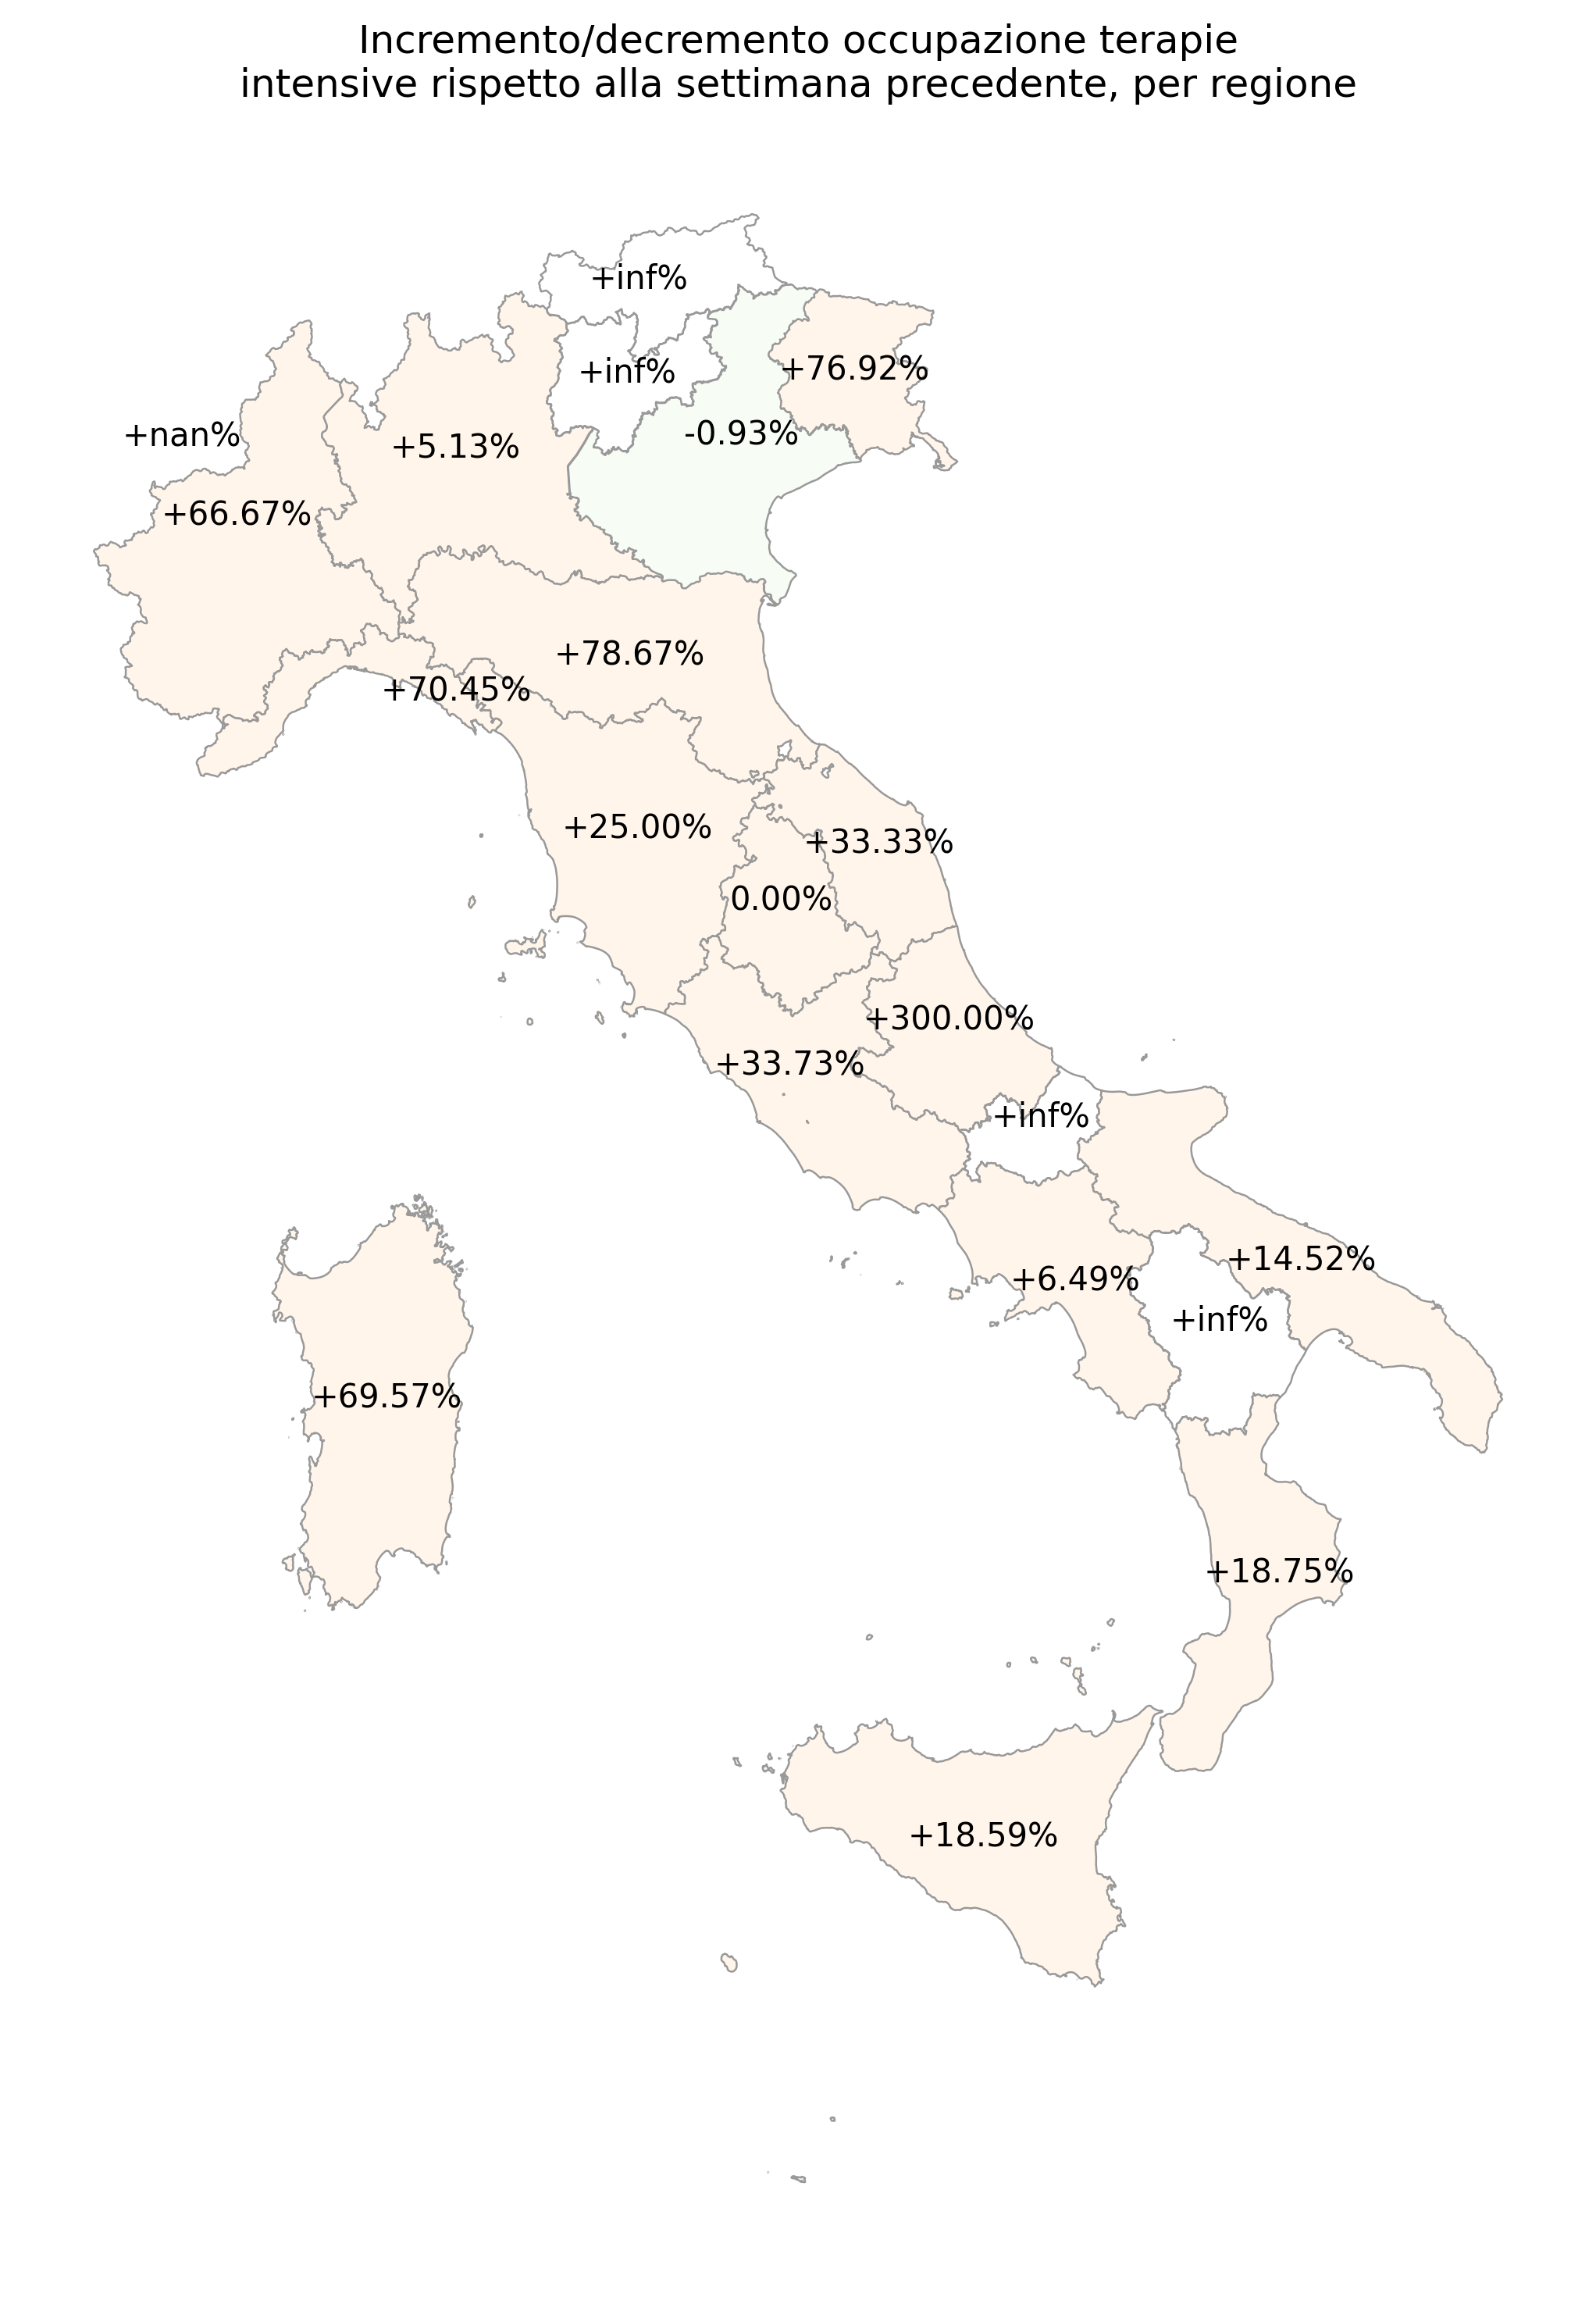 Incremento/decremento occupazione terapie
intensive rispetto alla settimana precedente, per regione
+inf%
+inf%
+76.92%
+nan%
+5.13%
-0.93%
+66.67%
+78.67%
+70.45%
+25.00%
+33.33%
0.00%
+300.00%
+33.73%
+inf%
+14.52%
+6.49%
+inf%
+69.57%
+18.75%
+18.59%